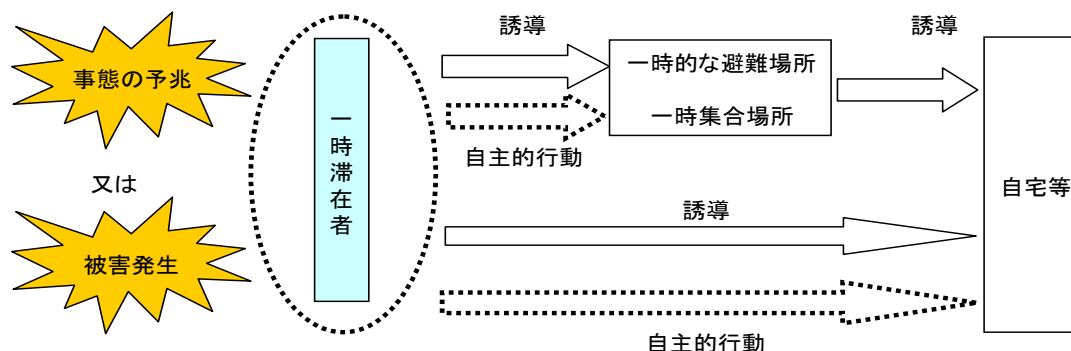 誘導
誘導
事態の予兆
一時的な避難場所
一時集合場所
一時滞在者
自主的行動
又は
自宅等
誘導
被害発生
自主的行動